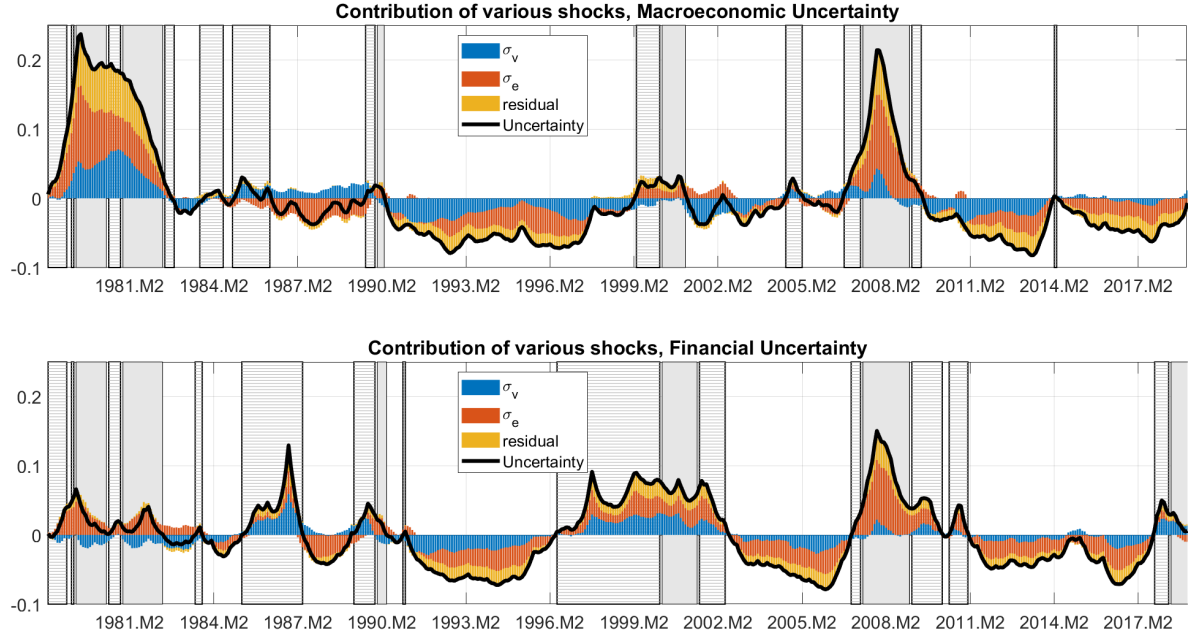 Contribution of various shocks, Macroeconomic Uncertainty
0.2
0.1
0
-0.1
σv
σe
residual
Uncertainty
1981.M2 1984.M2 1987.M2 1990.M2 1993.M2 1996.M2 1999.M2 2002.M2 2005.M2 2008.M2 2011.M2 2014.M2 2017.M2
Contribution of various shocks, Financial Uncertainty
0.2
0.1
0
-0.1
σv
σe
residual
Uncertainty
1981.M2 1984.M2 1987.M2 1990.M2 1993.M2 1996.M2 1999.M2 2002.M2 2005.M2 2008.M2 2011.M2 2014.M2 2017.M2